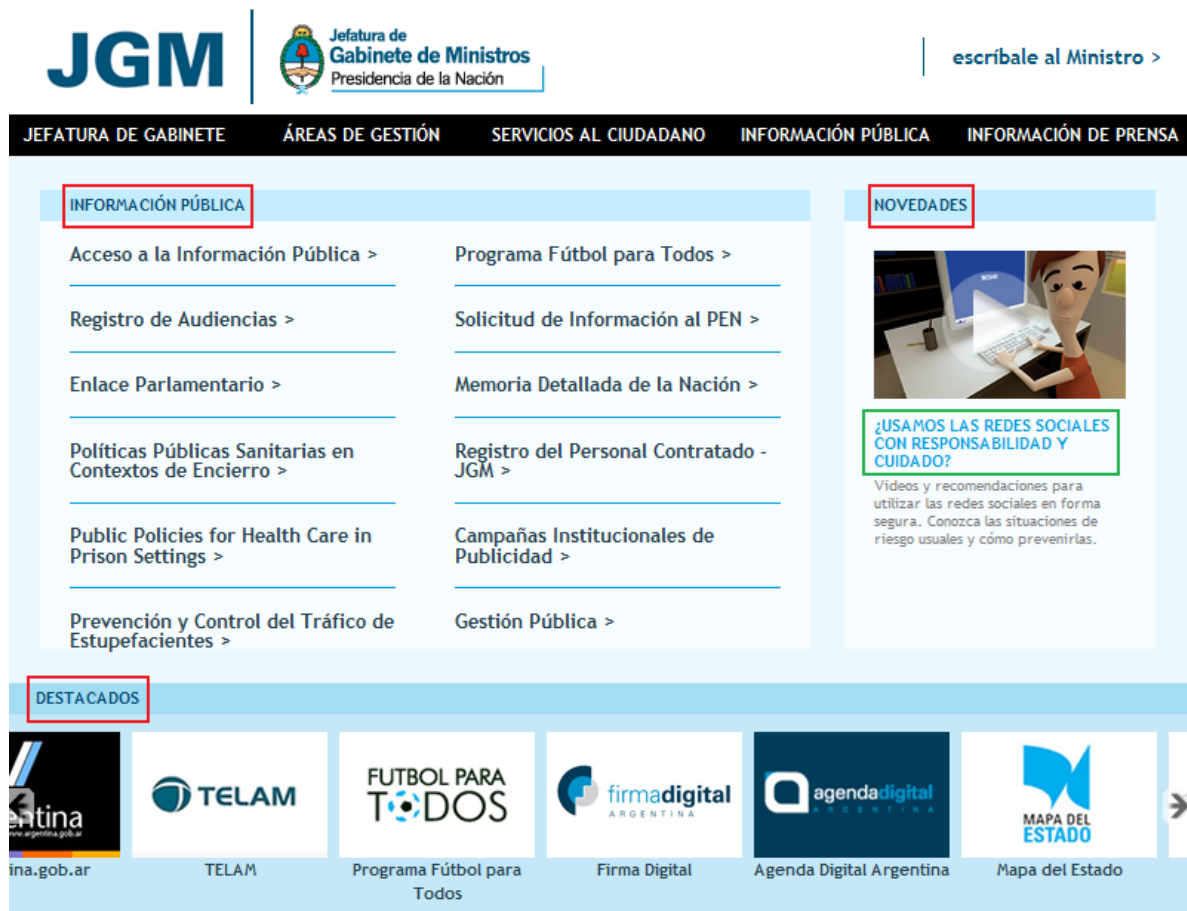 JGM
Jefatura de
Gabinete de Ministros
Presidencia de la Nación
escríbale al Ministro >
JEFATURA DE GABINETE
ÁREAS DE GESTIÓN
SERVICIOS AL CIUDADANO
INFORMACIÓN PÚBLICA
INFORMACIÓN DE PRENSA
INFORMACIÓN PÚBLICA
Acceso a la Información Pública >
Registro de Audiencias >
Enlace Parlamentario >
Políticas Públicas Sanitarias en
Contextos de Encierro >
Public Policies for Health Care in
Prison Settings >
Prevención y Control del Tráfico de
Estupefacientes >
Programa Fútbol para Todos >
Solicitud de Información al PEN >
Memoria Detallada de la Nación >
Registro del Personal Contratado -
JGM >
Campañas Institucionales de
Publicidad >
Gestión Pública >
NOVEDADES
¿USAMOS LAS REDES SOCIALES
CON RESPONSABILIDAD Y
CUIDADO?
Videos y recomendaciones para
utilizar las redes sociales en forma
segura. Conozca las situaciones de
riesgo usuales y cómo prevenirlas.
DESTACADOS
entina
www.argentina.gob.ar
ina.gob.ar
TELAM
TELAM
FUTBOL PARA
TODOS
Programa Fútbol para
Todos
firmadigital
ARGENTINA
Firma Digital
agendadigital
ARGENTINA
Agenda Digital Argentina
MAPA DEL
ESTADO
Mapa del Estado